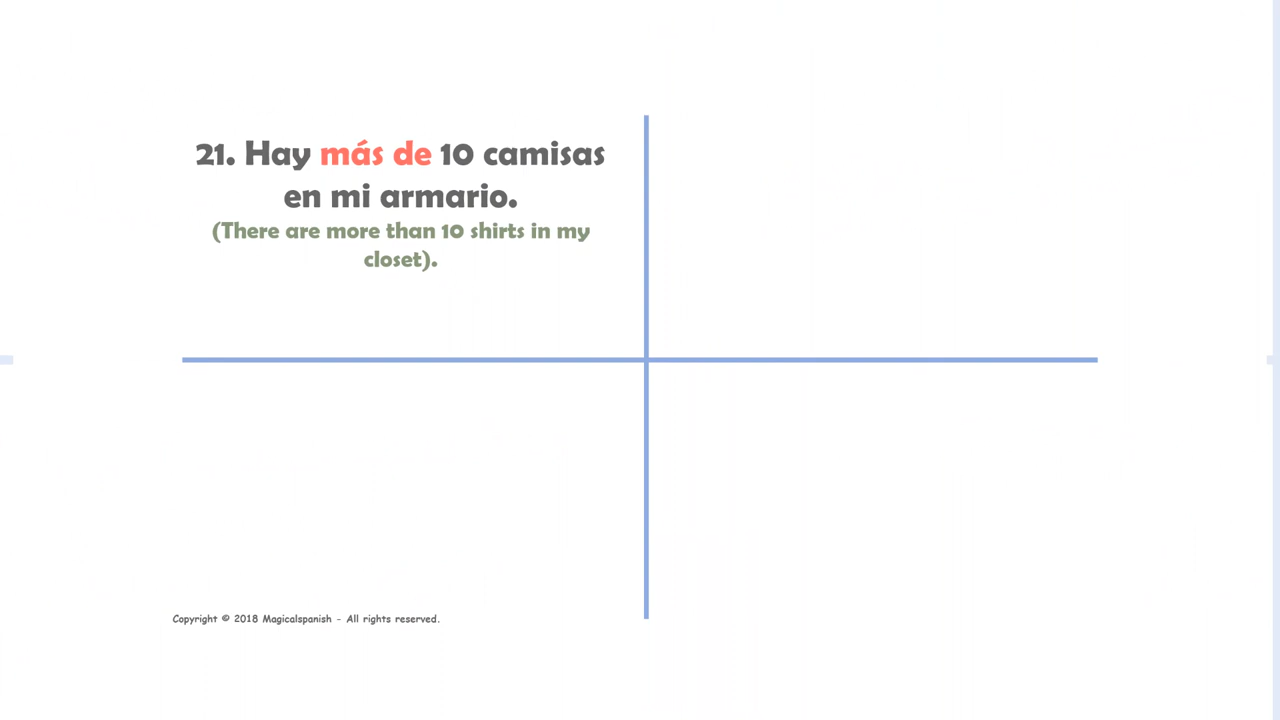 21. Hay más de 10 camisas
en mi armario.
(There are more than 10 shirts in my
closet).
Copyright © 2018 Magicalspanish - All rights reserved.